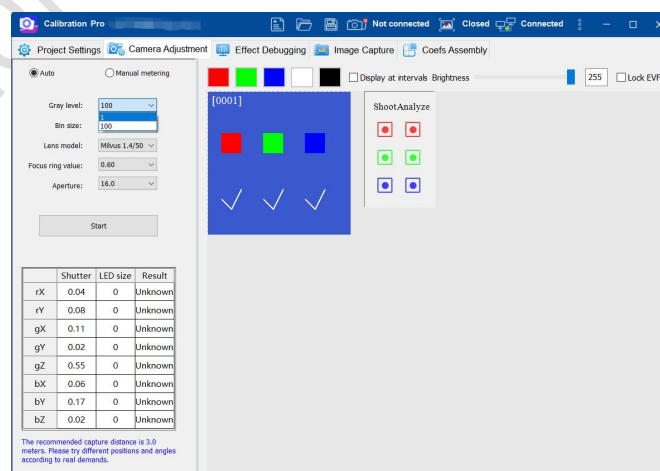 Calibration Pro
Not connected
Closed
Connected
Project Settings
Camera Adjustment
Effect Debugging
Image Capture
Coefs Assembly
Auto
Manual metering
Gray level:
100
1
100
Bin size:
Lens model:
Milvus 1.4/50
Focus ring value:
0.60
Aperture:
16.0
Start
Shutter LED size Result
rX 0.04 0 Unknown
rY 0.08 0 Unknown
gX 0.11 0 Unknown
gY 0.02 0 Unknown
gZ 0.55 0 Unknown
bX 0.06 0 Unknown
bY 0.17 0 Unknown
bZ 0.02 0 Unknown
The recommended capture distance is 3.0
meters. Please try different positions and angles
according to real demands.
Display at intervals
Brightness
255
Lock EVF
[0001]
ShootAnalyze